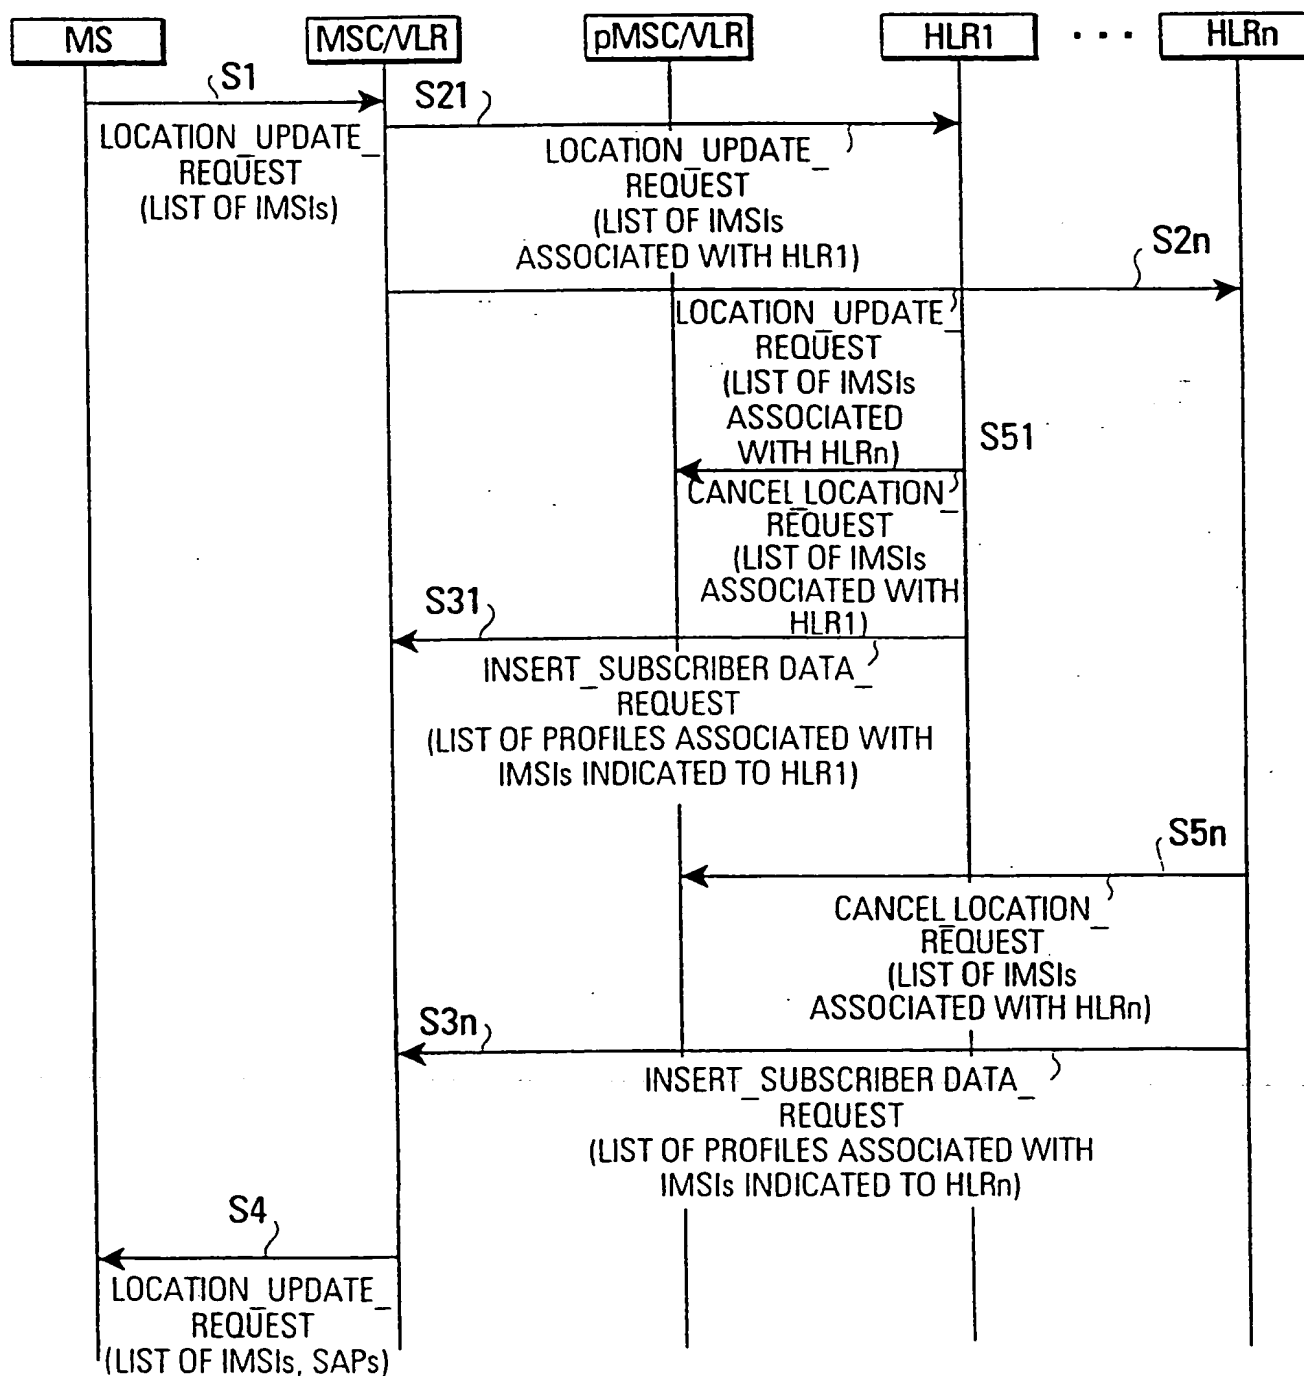 MS
MSC/VLR
pMSC/VLR
HLR1
• • •
HLRn
S1
LOCATION_UPDATE_
REQUEST
(LIST OF IMSIs)
S21
LOCATION_UPDATE_
REQUEST
(LIST OF IMSIs
ASSOCIATED WITH HLR1)
S2n
LOCATION_UPDATE_
REQUEST
(LIST OF IMSIs
ASSOCIATED
WITH HLRn)
S51
CANCEL_LOCATION_
REQUEST
(LIST OF IMSIs
ASSOCIATED WITH
HLR1)
S31
INSERT_SUBSCRIBER DATA_
REQUEST
(LIST OF PROFILES ASSOCIATED WITH
IMSIs INDICATED TO HLR1)
S5n
CANCEL_LOCATION_
REQUEST
(LIST OF IMSIs
ASSOCIATED WITH HLRn)
S3n
INSERT_SUBSCRIBER DATA_
REQUEST
(LIST OF PROFILES ASSOCIATED WITH
IMSIs INDICATED TO HLRn)
S4
LOCATION_UPDATE_
REQUEST
(LIST OF IMSIs, SAPs)